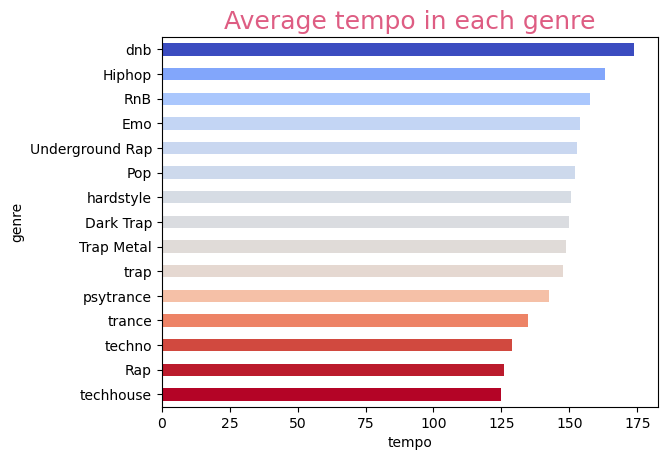 Average tempo in each genre
dnb
Hiphop
RnB
Emo
Underground Rap
Pop
hardstyle
Dark Trap
Trap Metal
trap
psytrance
trance
techno
Rap
techhouse
genre
0 25 50 75 100 125 150 175
tempo